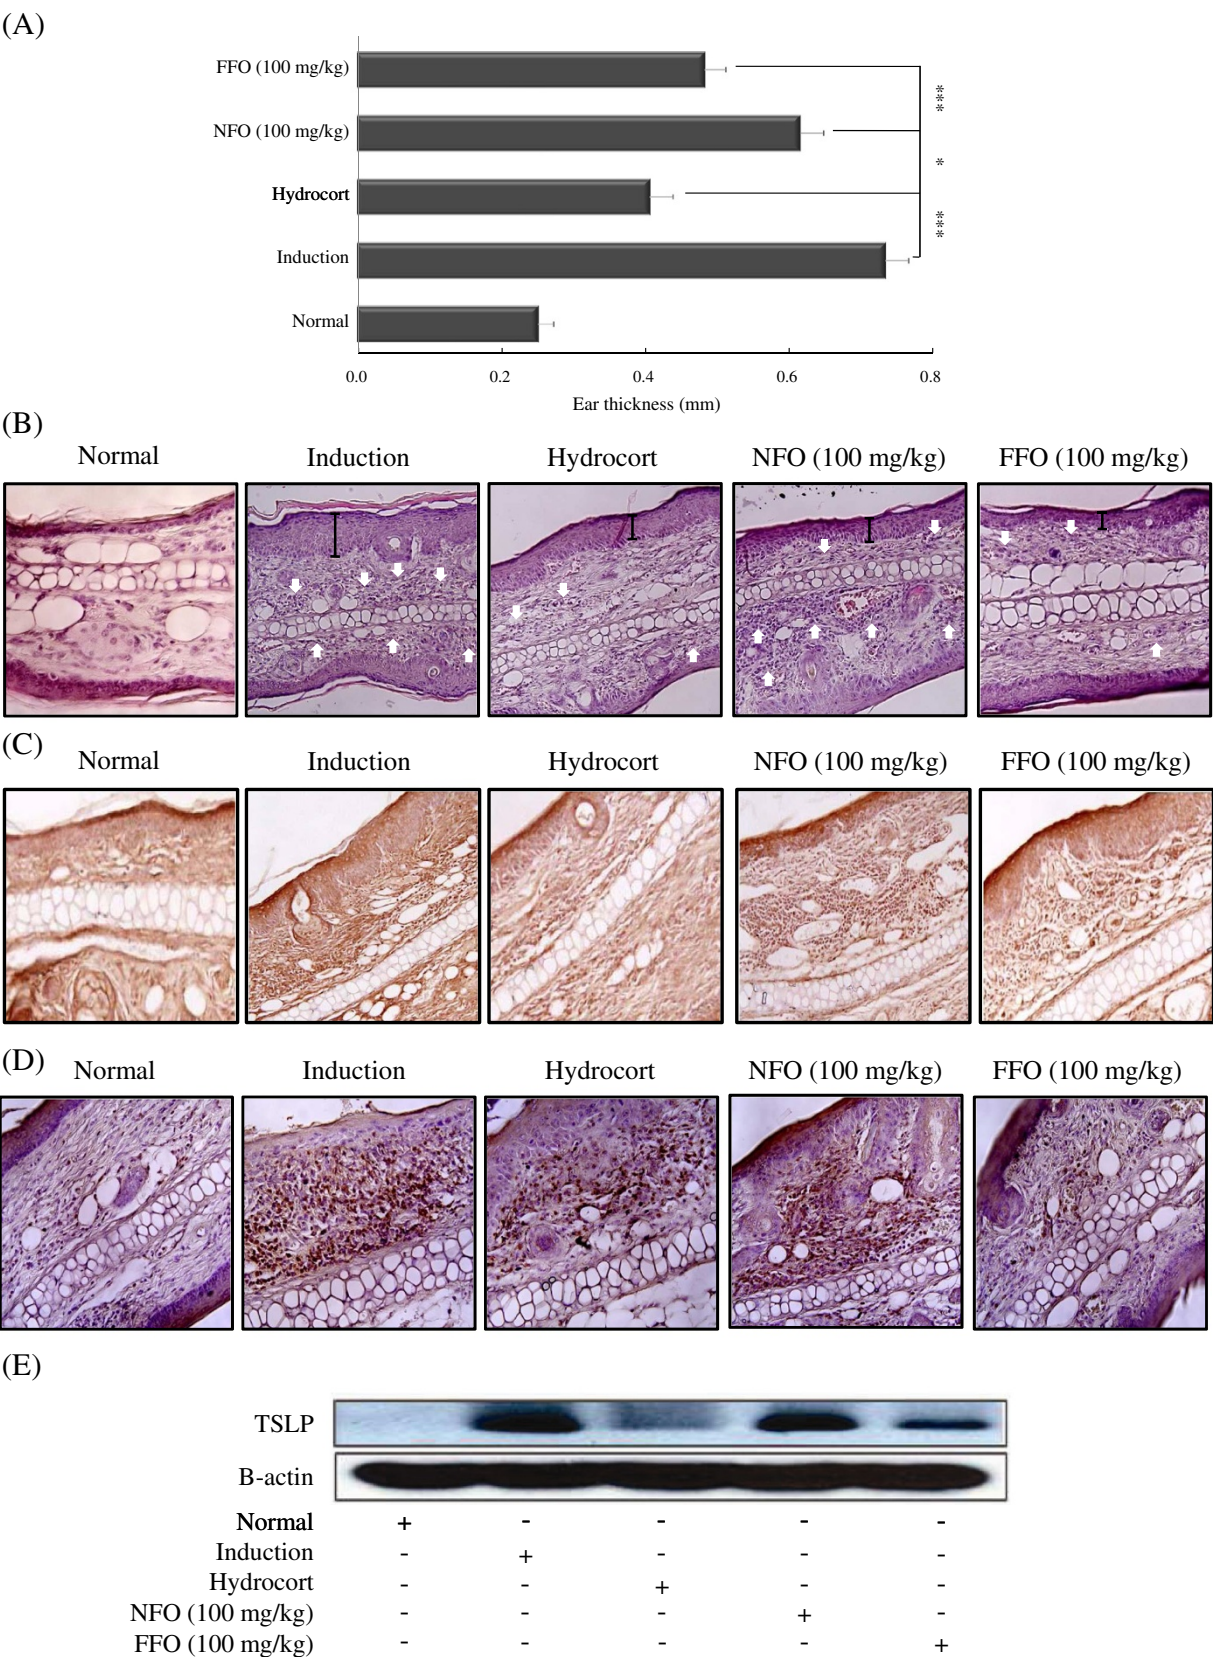 (A)
FFO (100 mg/kg)
***
NFO (100 mg/kg)
*
Hydrocort
***
Induction
Normal
0.0 0.2 0.4 0.6 0.8
Ear thickness (mm)
(B)
Normal Induction Hydrocort NFO (100 mg/kg) FFO (100 mg/kg)
(C)
Normal Induction Hydrocort NFO (100 mg/kg) FFO (100 mg/kg)
(D)
Normal Induction Hydrocort NFO (100 mg/kg) FFO (100 mg/kg)
(E)
TSLP
B-actin
Normal + - - - -
Induction - + - - -
Hydrocort - - + - -
NFO (100 mg/kg) - - - + -
FFO (100 mg/kg) - - - - +